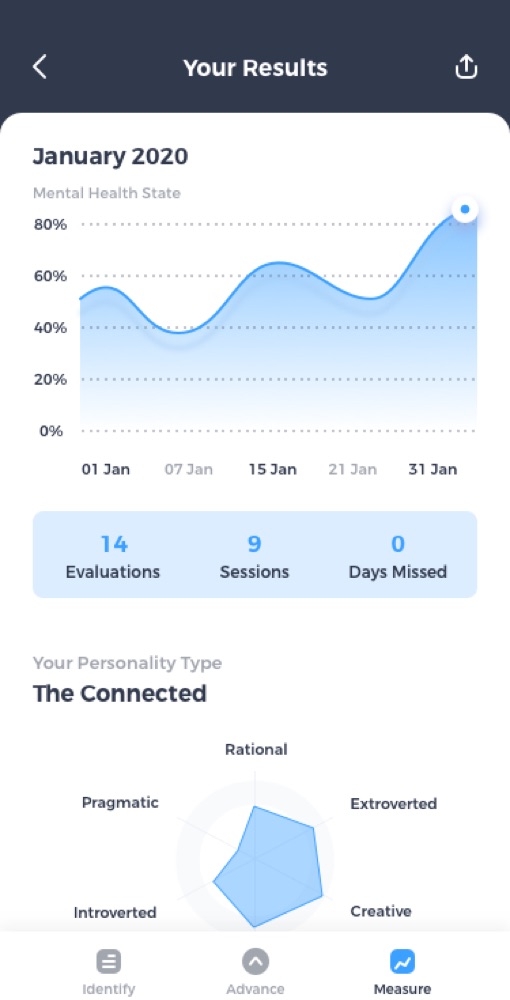 Your Results
January 2020
Mental Health State
80%
60%
40%
20%
0%
01 Jan 07 Jan 15 Jan 21 Jan 31 Jan
14 9 0
Evaluations Sessions Days Missed
Your Personality Type
The Connected
Rational
Pragmatic Extroverted
Introverted Creative
Identify Advance Measure